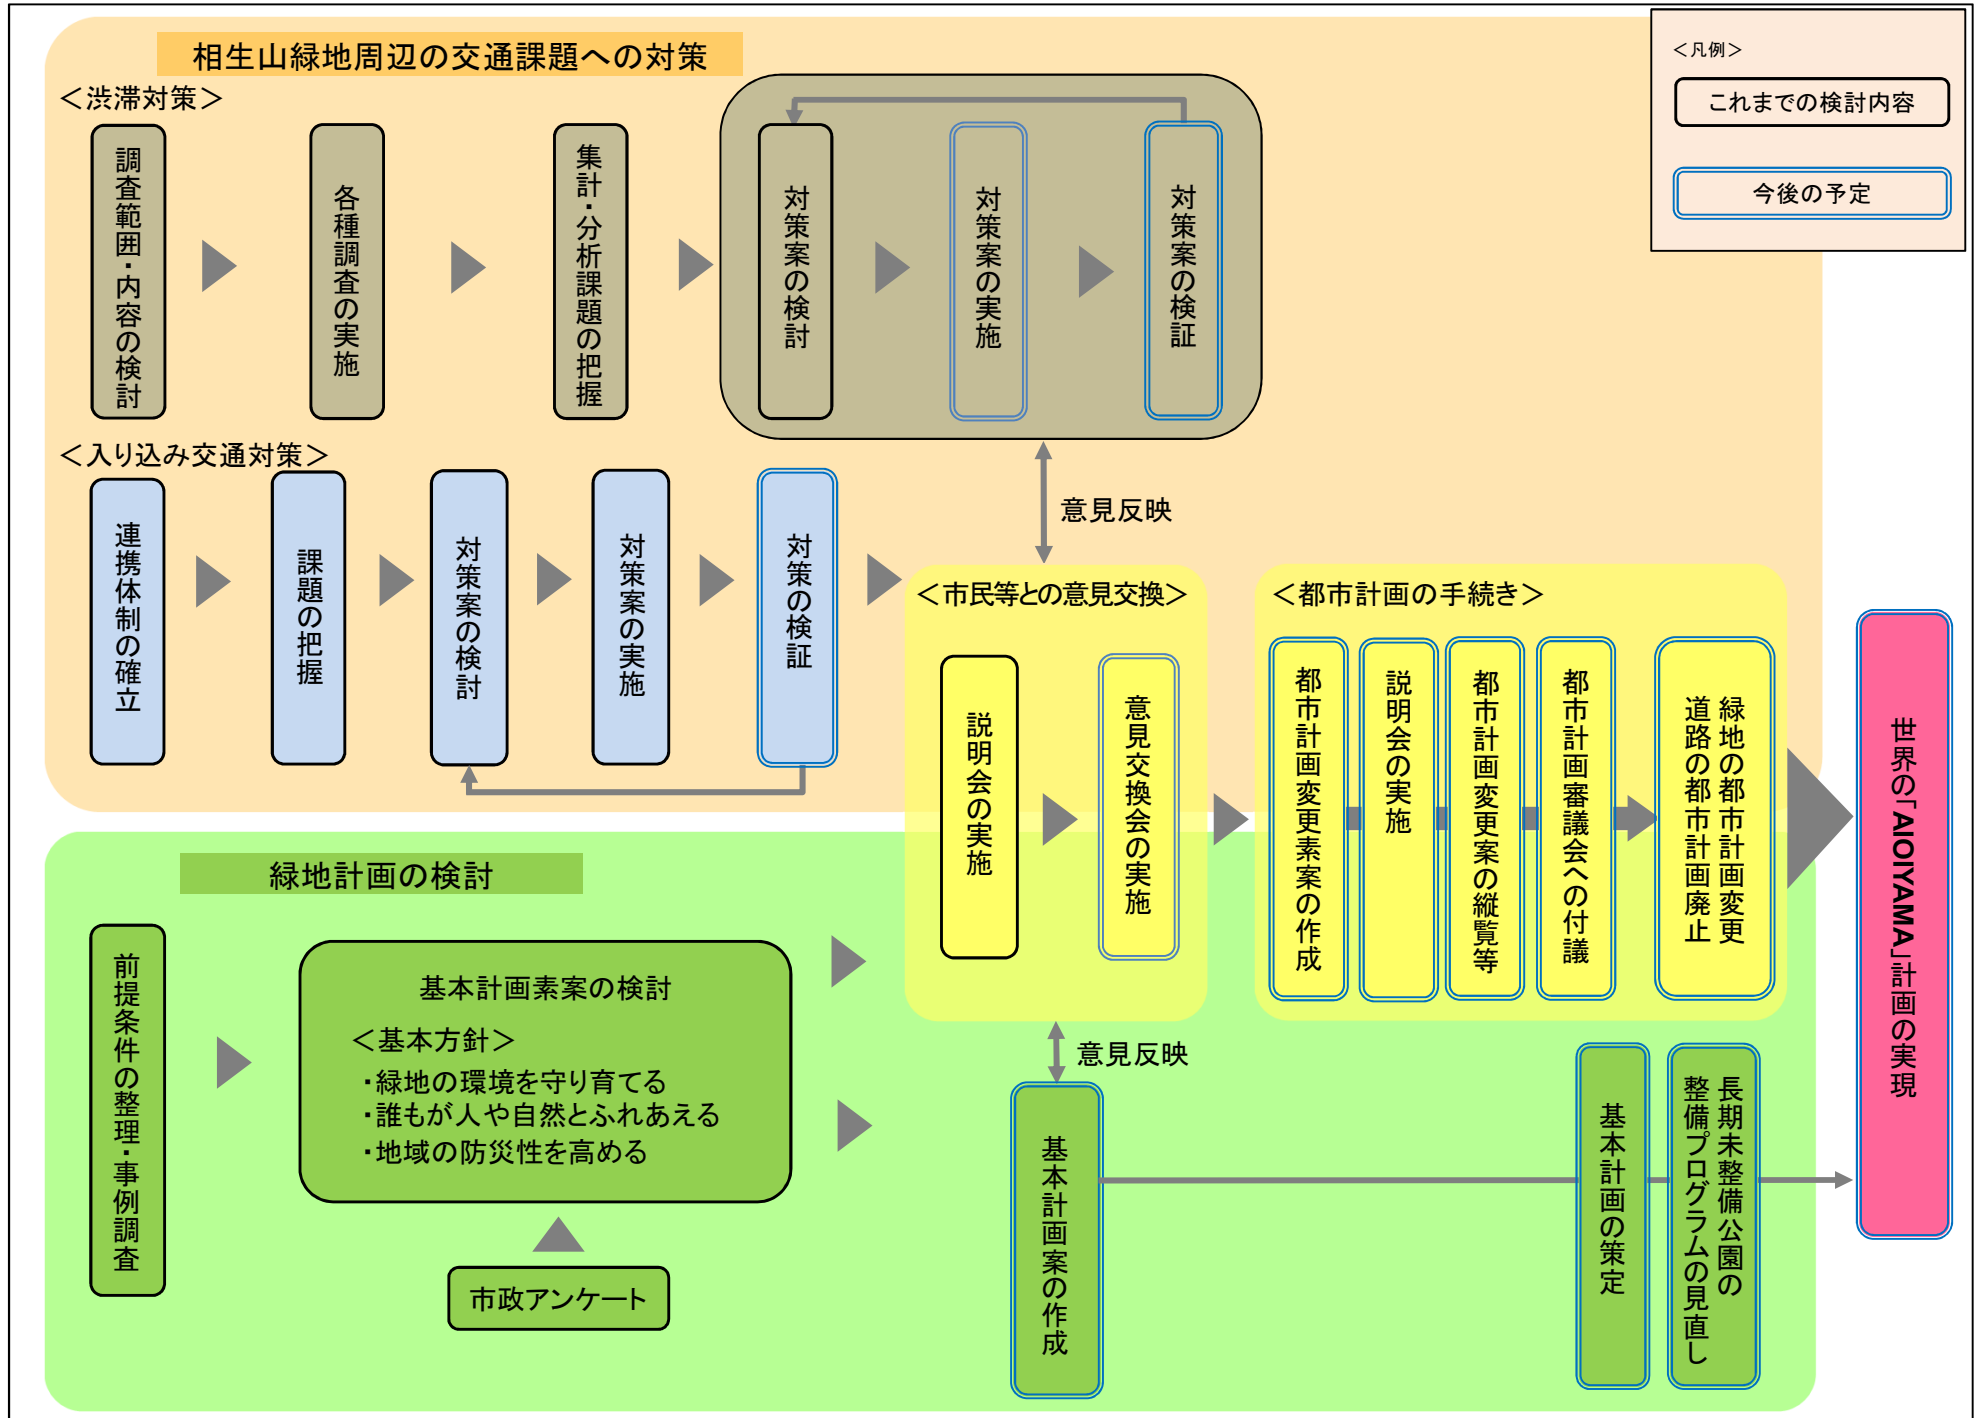 相生山緑地周辺の交通課題への対策
＜凡例＞
これまでの検討内容
今後の予定
＜渋滞対策＞
調査範囲・内容の検討
各種調査の実施
集計・分析課題の把握
対策案の検討
対策案の実施
対策案の検証
＜入り込み交通対策＞
連携体制の確立
課題の把握
対策案の検討
対策案の実施
対策の検証
意見反映
＜市民等との意見交換＞
説明会の実施
意見交換会の実施
＜都市計画の手続き＞
都市計画変更素案の作成
説明会の実施
都市計画変更案の縦覧等
都市計画審議会への付議
緑地の都市計画変更
道路の都市計画廃止
世界の「AIOIYAMA」計画の実現
緑地計画の検討
前提条件の整理・事例調査
基本計画素案の検討
＜基本方針＞
・緑地の環境を守り育てる
・誰もが人や自然とふれあえる
・地域の防災性を高める
市政アンケート
意見反映
基本計画案の作成
基本計画の策定
長期未整備公園の
整備プログラムの見直し